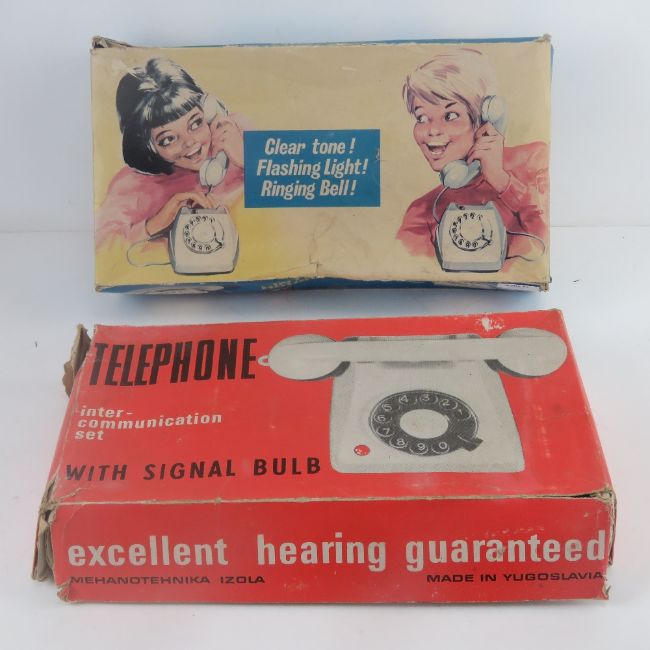 Clear tone!
Flashing Light!
Ringing Bell!
TELEPHONE
inter-
communication
set
WITH SIGNAL BULB
excellent hearing guaranteed
MEHANOTEHNIKA IZOLA
MADE IN YUGOSLAVIA